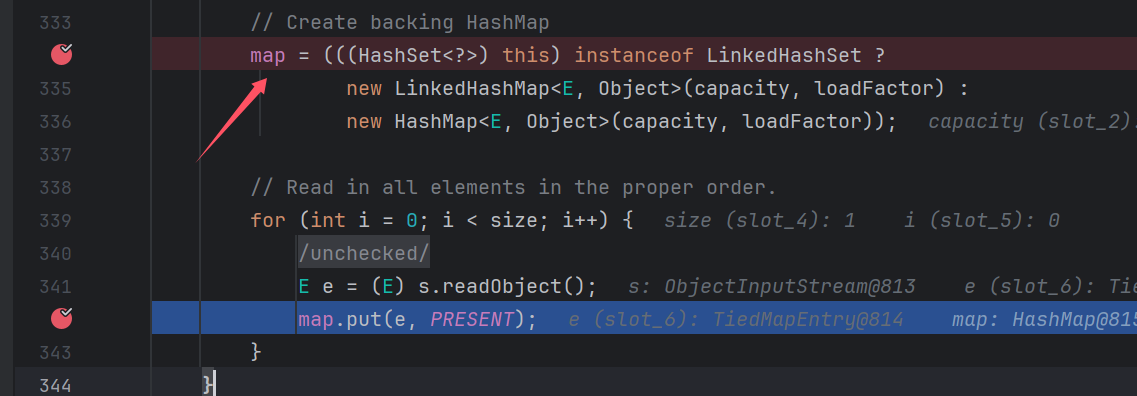 333 // Create backing HashMap
map = (((HashSet<?>) this) instanceof LinkedHashSet ?
335 new LinkedHashMap<E, Object>(capacity, loadFactor) :
336 new HashMap<E, Object>(capacity, loadFactor)); capacity (slot_2):
337
338 // Read in all elements in the proper order.
339 for (int i = 0; i < size; i++) { size (slot_4): 1 i (slot_5): 0
340 /unchecked/
341 E e = (E) s.readObject(); s: ObjectInputStream@813 e (slot_6): Tie
map.put(e, PRESENT); e (slot_6): TiedMapEntry@814 map: HashMap@815
343 }
344 }